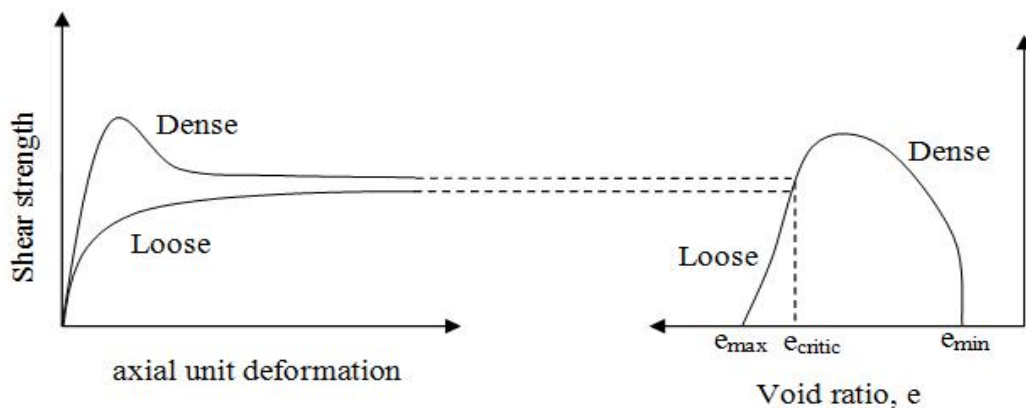 Shear strength
Dense
Loose
axial unit deformation
Dense
Loose
emax
ecritic
emin
Void ratio, e